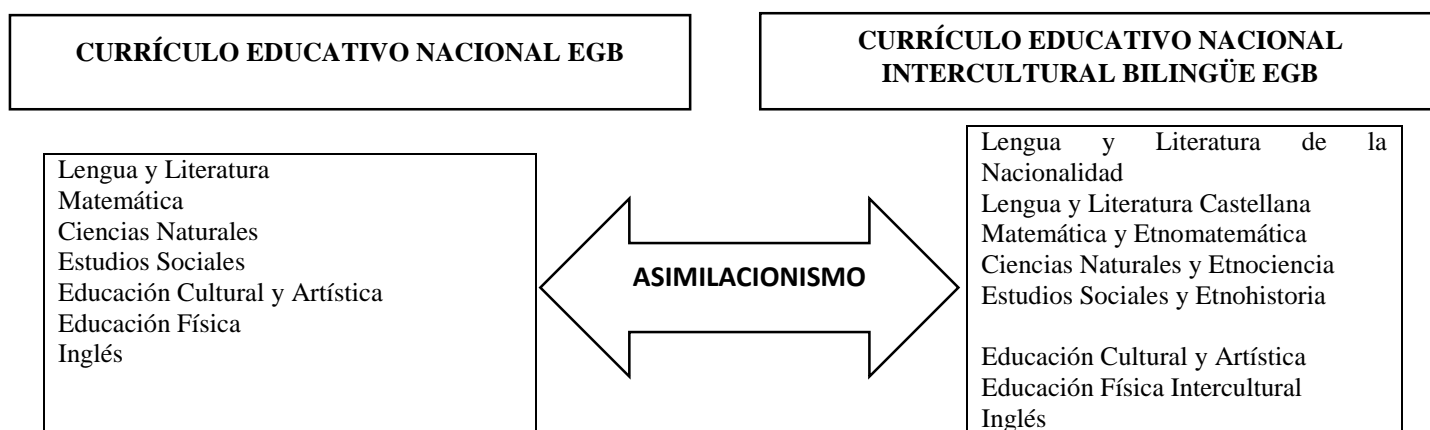 CURRÍCULO EDUCATIVO NACIONAL EGB
CURRÍCULO EDUCATIVO NACIONAL
INTERCULTURAL BILINGÜE EGB
Lengua y Literatura
Matemática
Ciencias Naturales
Estudios Sociales
Educación Cultural y Artística
Educación Física
Inglés
ASIMILACIONISMO
Lengua y Literatura de la
Nacionalidad
Lengua y Literatura Castellana
Matemática y Etnomatemática
Ciencias Naturales y Etnociencia
Estudios Sociales y Etnohistoria
Educación Cultural y Artística
Educación Física Intercultural
Inglés